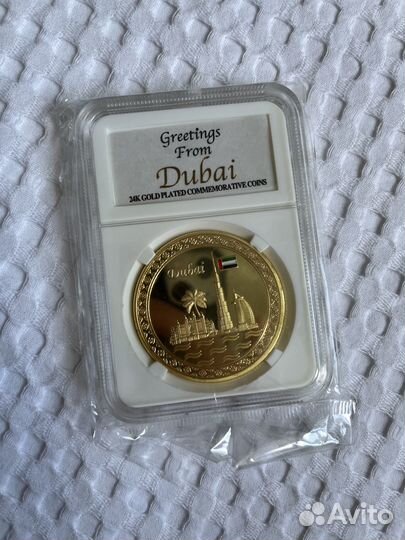 Greetings
From
Dubai
24K GOLD PLATED COMMEMORATIVE COINS
Dubai
Avito